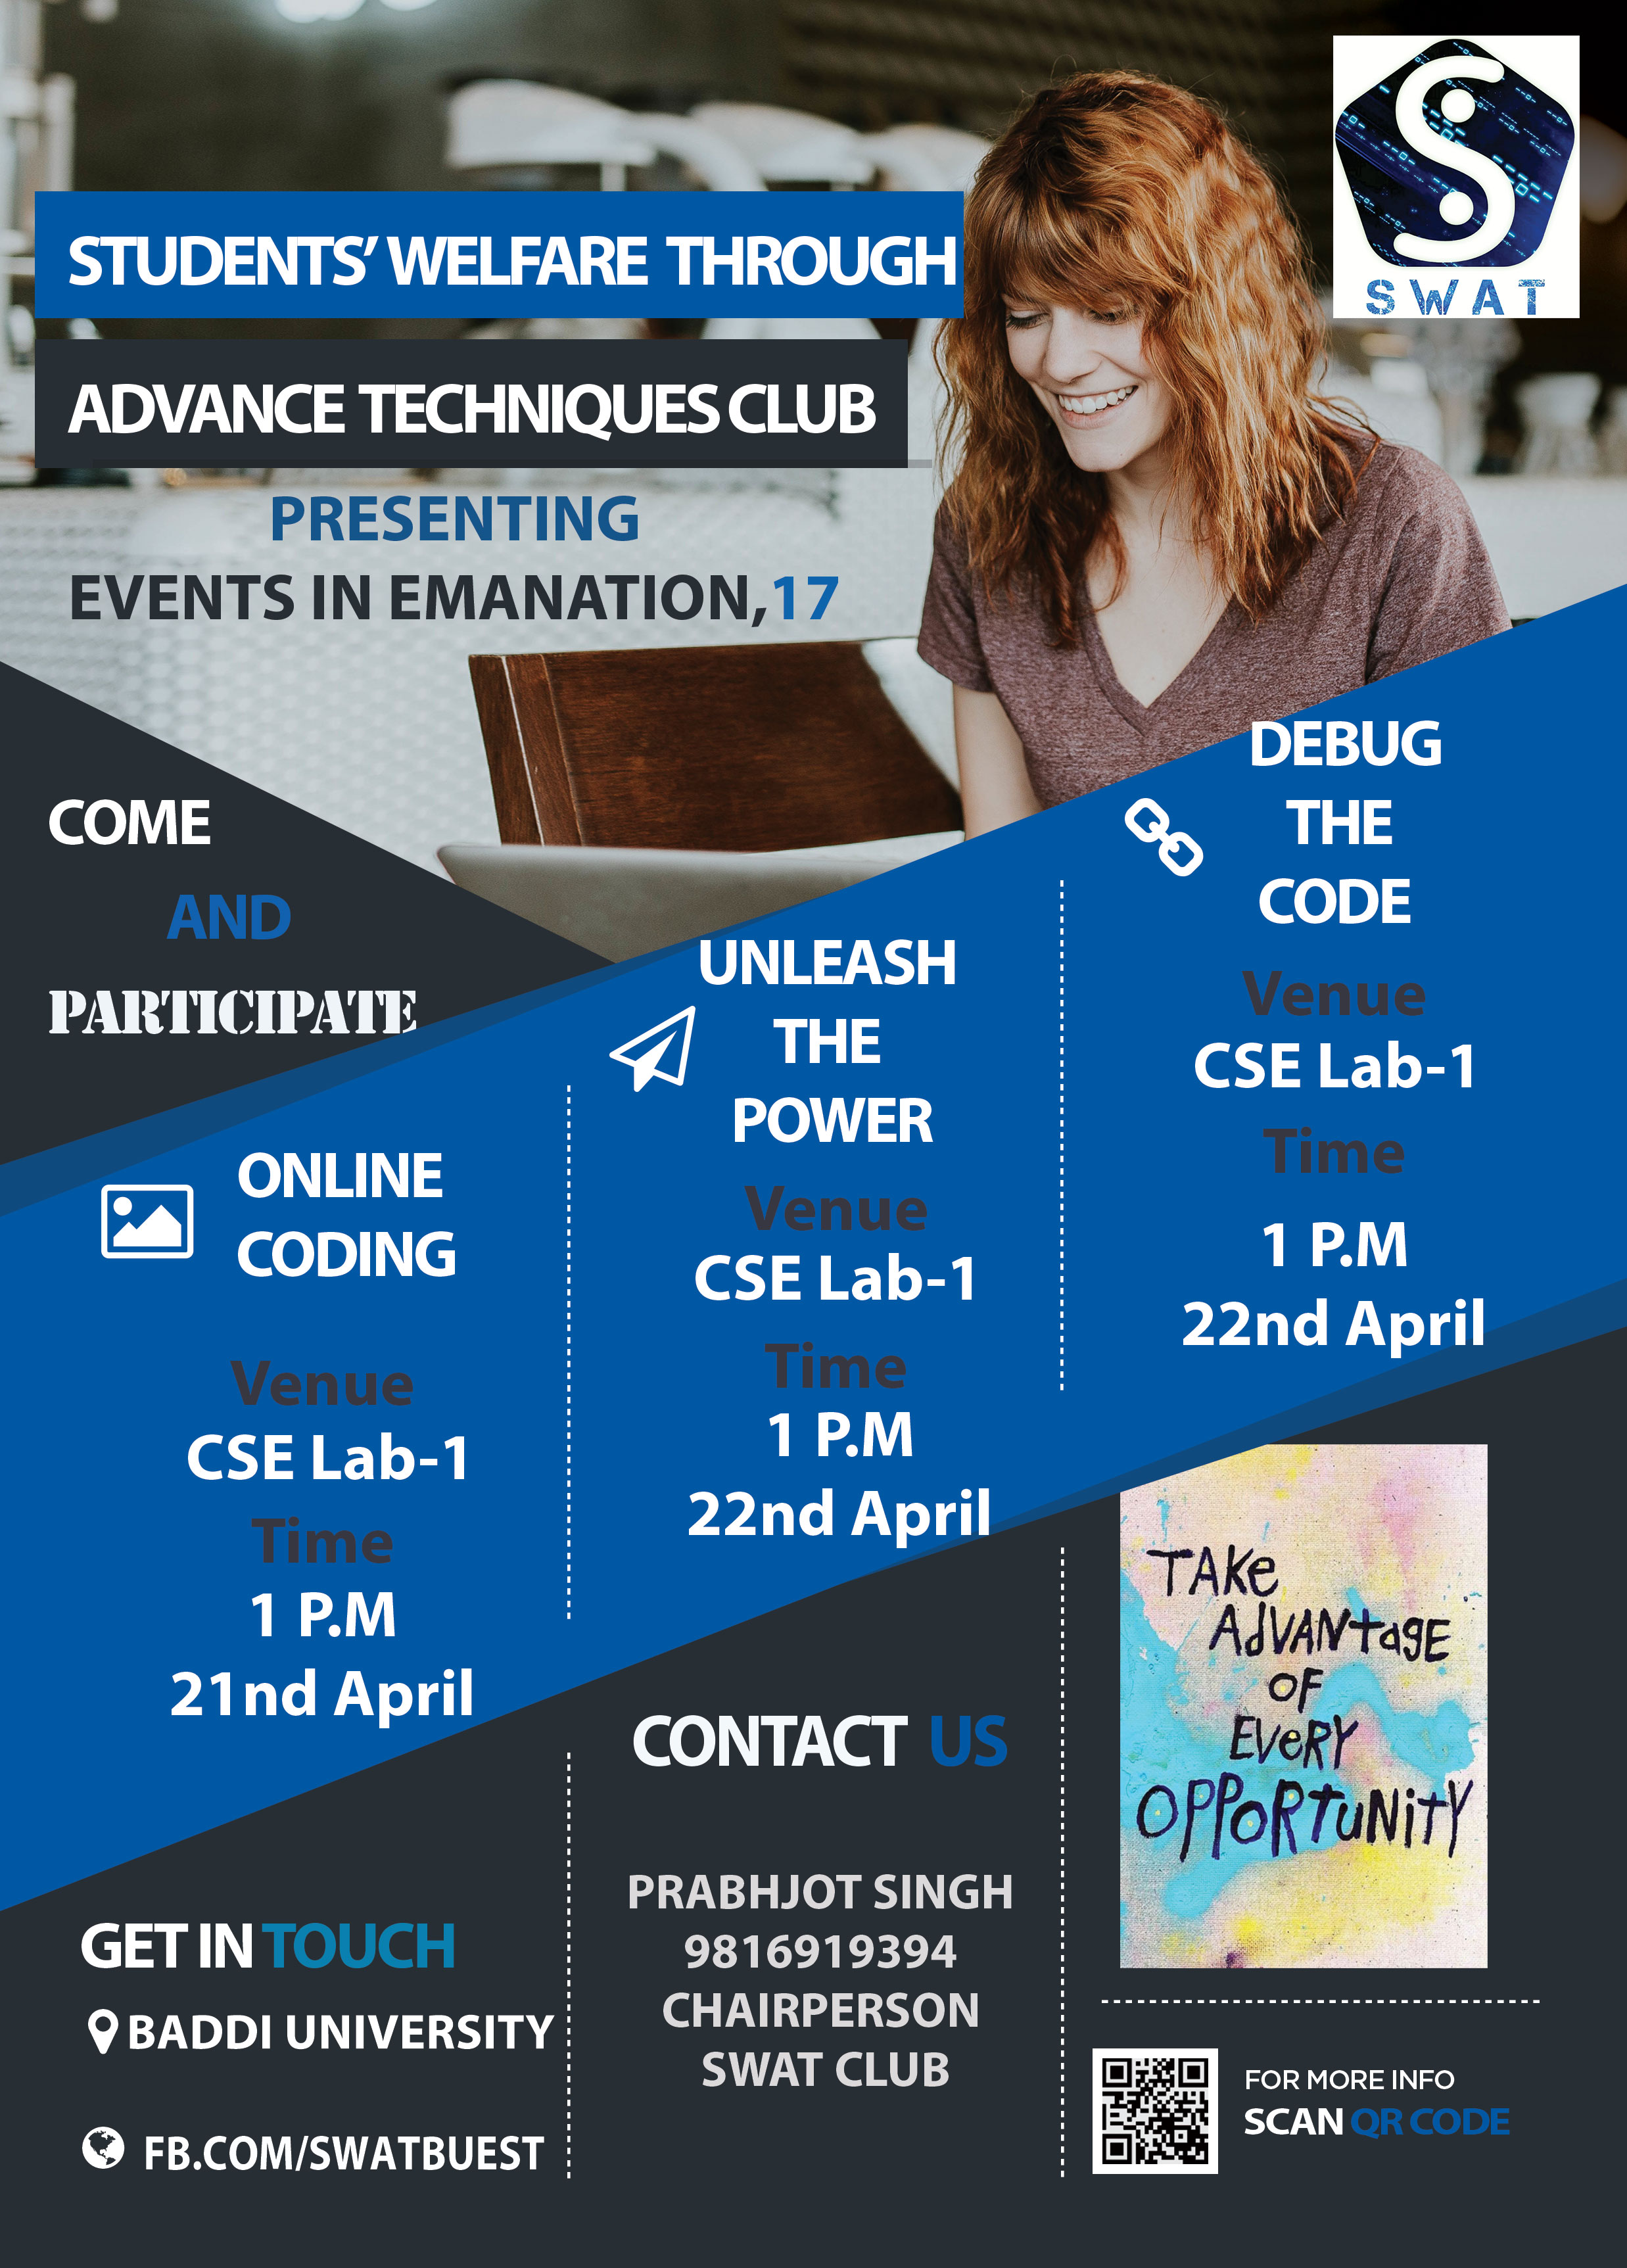 SWAT
STUDENTS' WELFARE THROUGH
ADVANCE TECHNIQUES CLUB
PRESENTING
EVENTS IN EMANATION,17
COME
AND
PARTICIPATE
ONLINE
CODING
Venue
CSE Lab-1
Time
1 P.M
21nd April
UNLEASH
THE
POWER
Venue
CSE Lab-1
Time
1 P.M
22nd April
DEBUG
THE
CODE
Venue
CSE Lab-1
Time
1 P.M
22nd April
GET IN TOUCH
BADDI UNIVERSITY
FB.COM/SWATBUEST
CONTACT US
PRABHJOT SINGH
9816919394
CHAIRPERSON
SWAT CLUB
TAKe
AdVANtagE
OF
EVeRY
OPPoRTuNitY
FOR MORE INFO
SCAN QR CODE